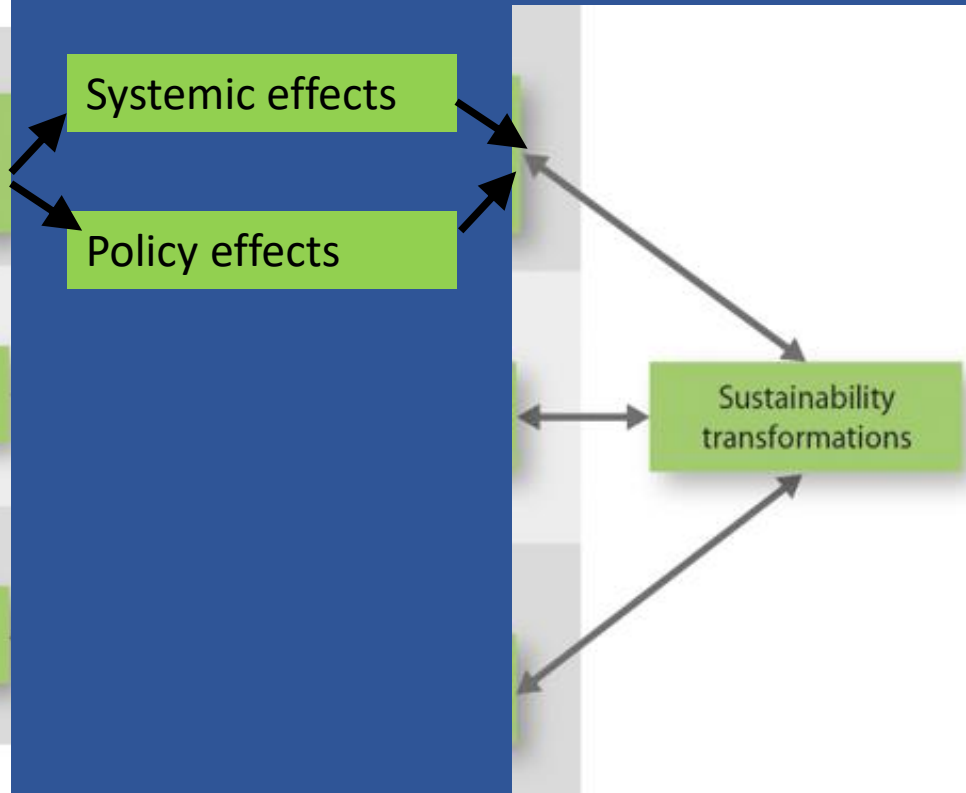 Systemic effects
Policy effects
Sustainability
transformations